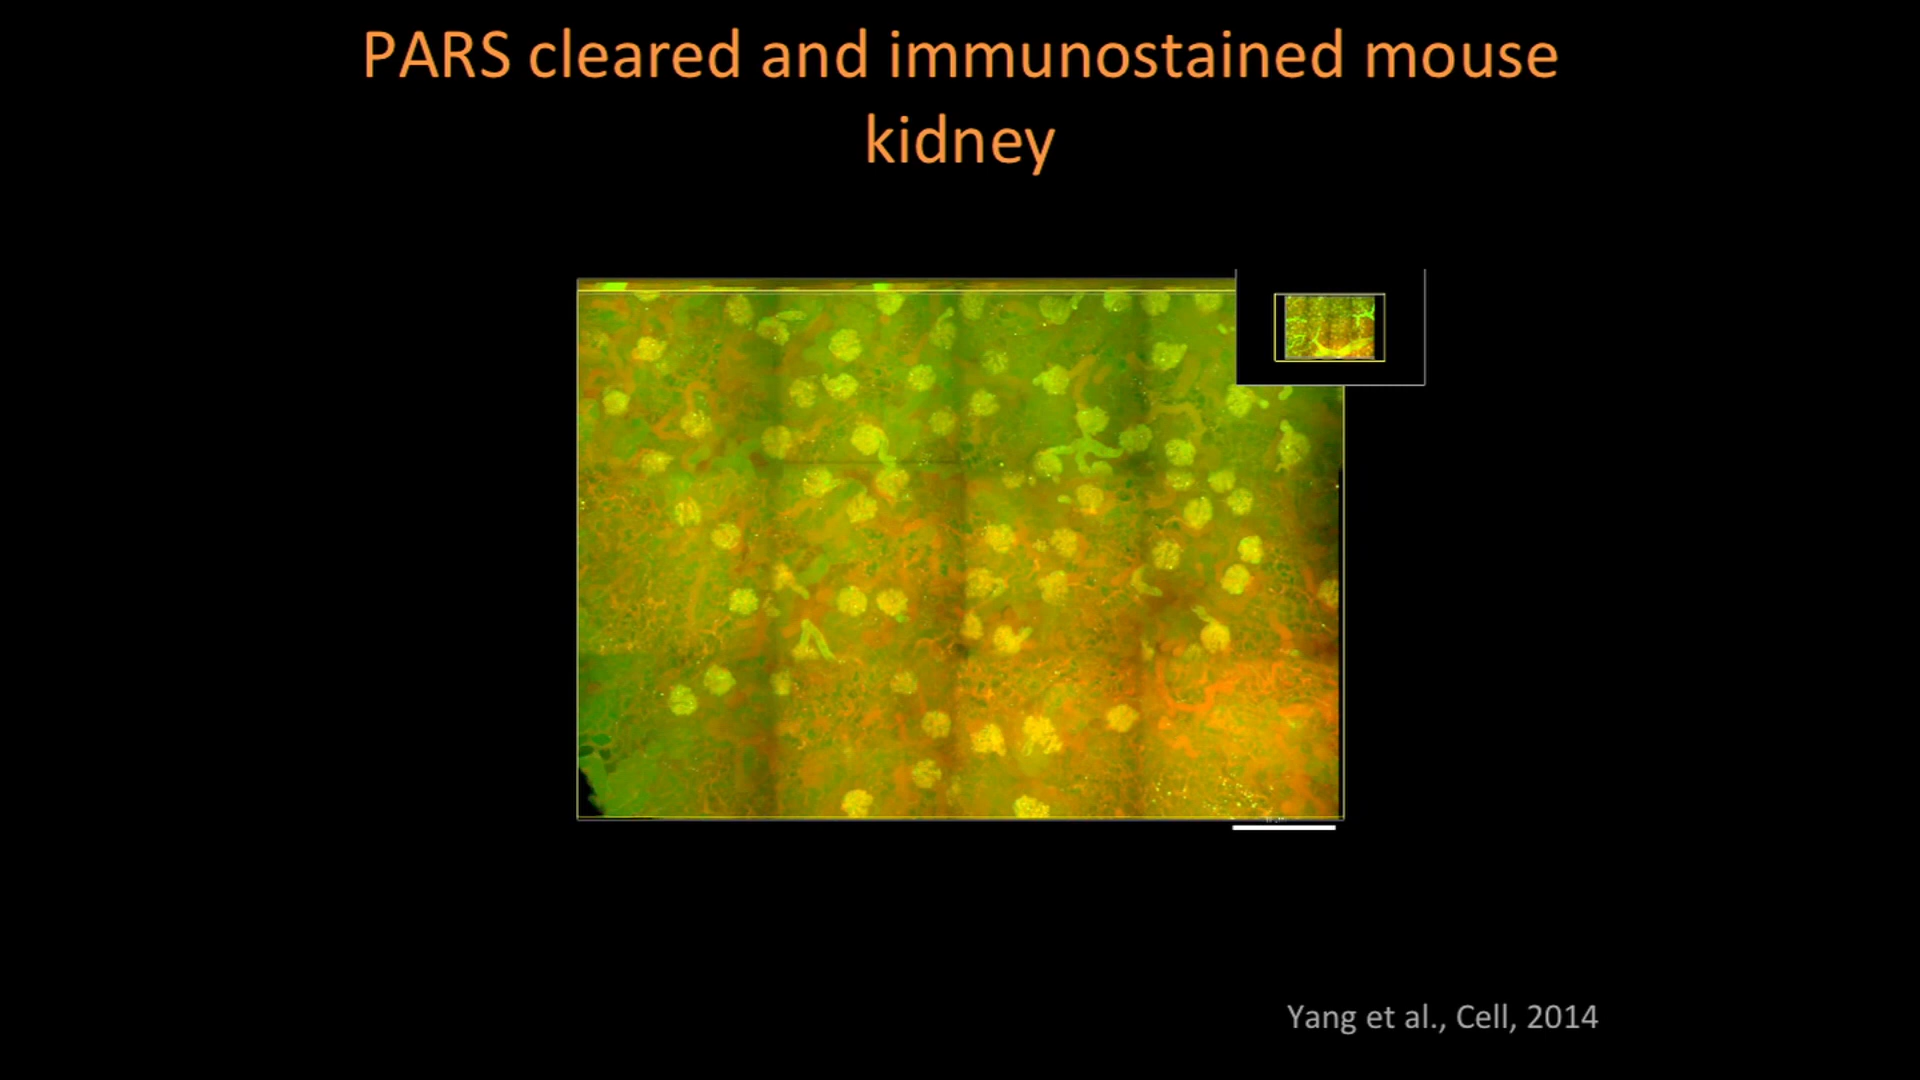 PARS cleared and immunostained mouse
kidney
Yang et al., Cell, 2014